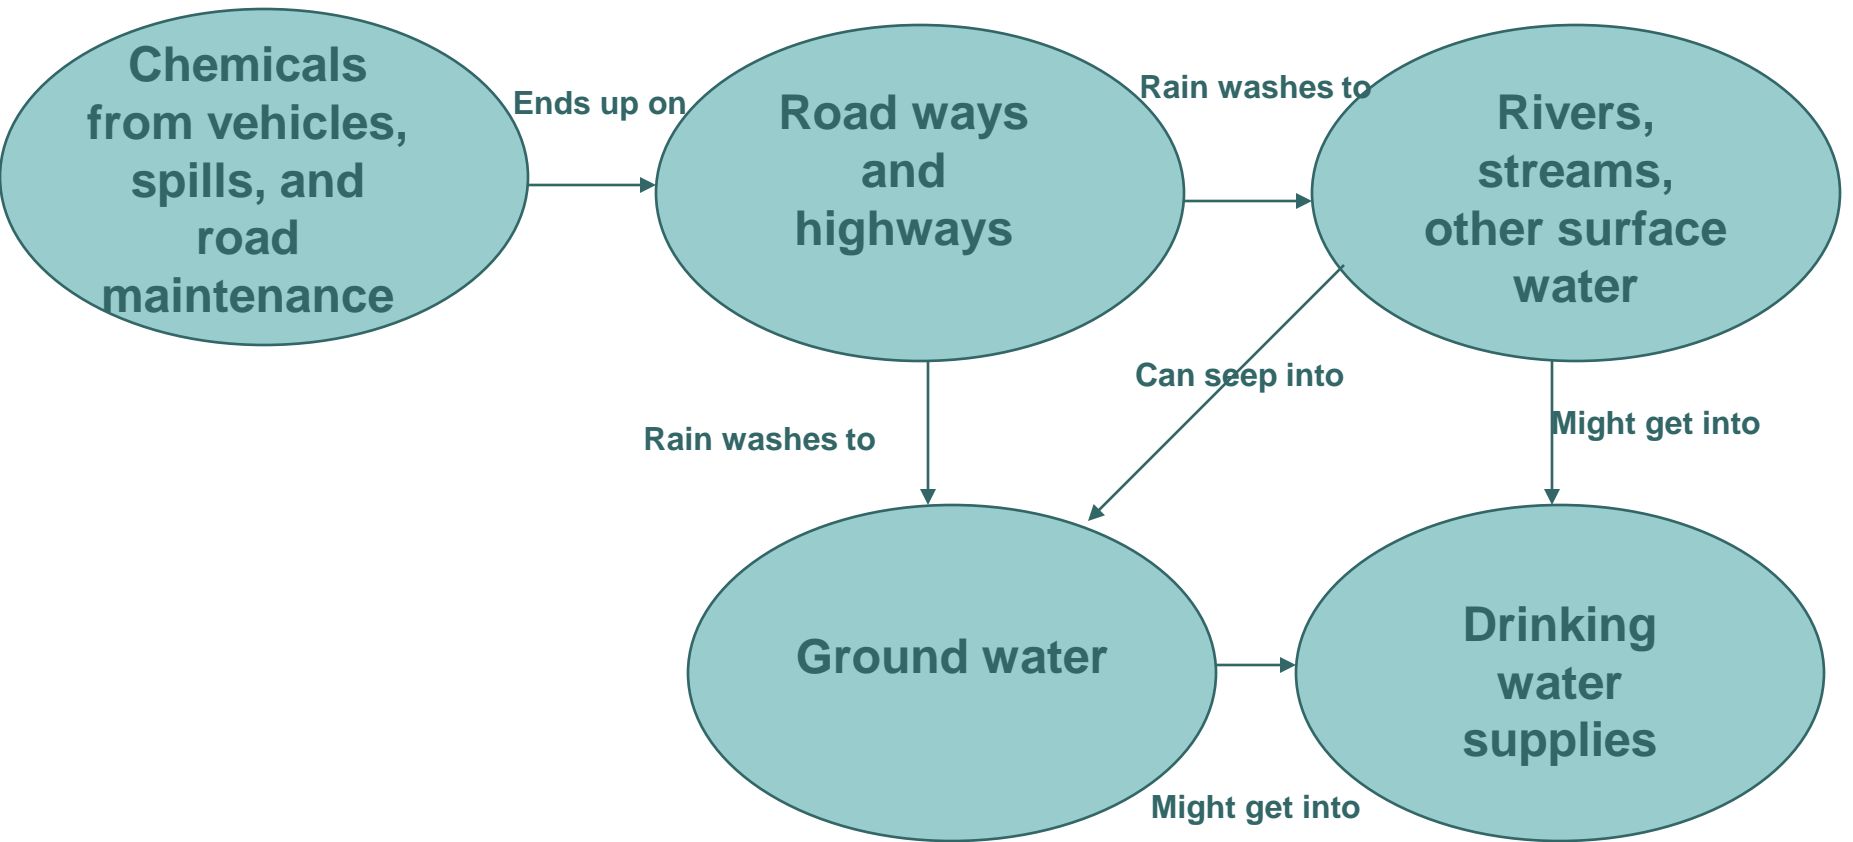 Chemicals
from vehicles,
spills, and
road
maintenance
Ends up on
Road ways
and
highways
Rain washes to
Rivers,
streams,
other surface
water
Can seep into
Might get into
Rain washes to
Ground water
Drinking
water
supplies
Might get into